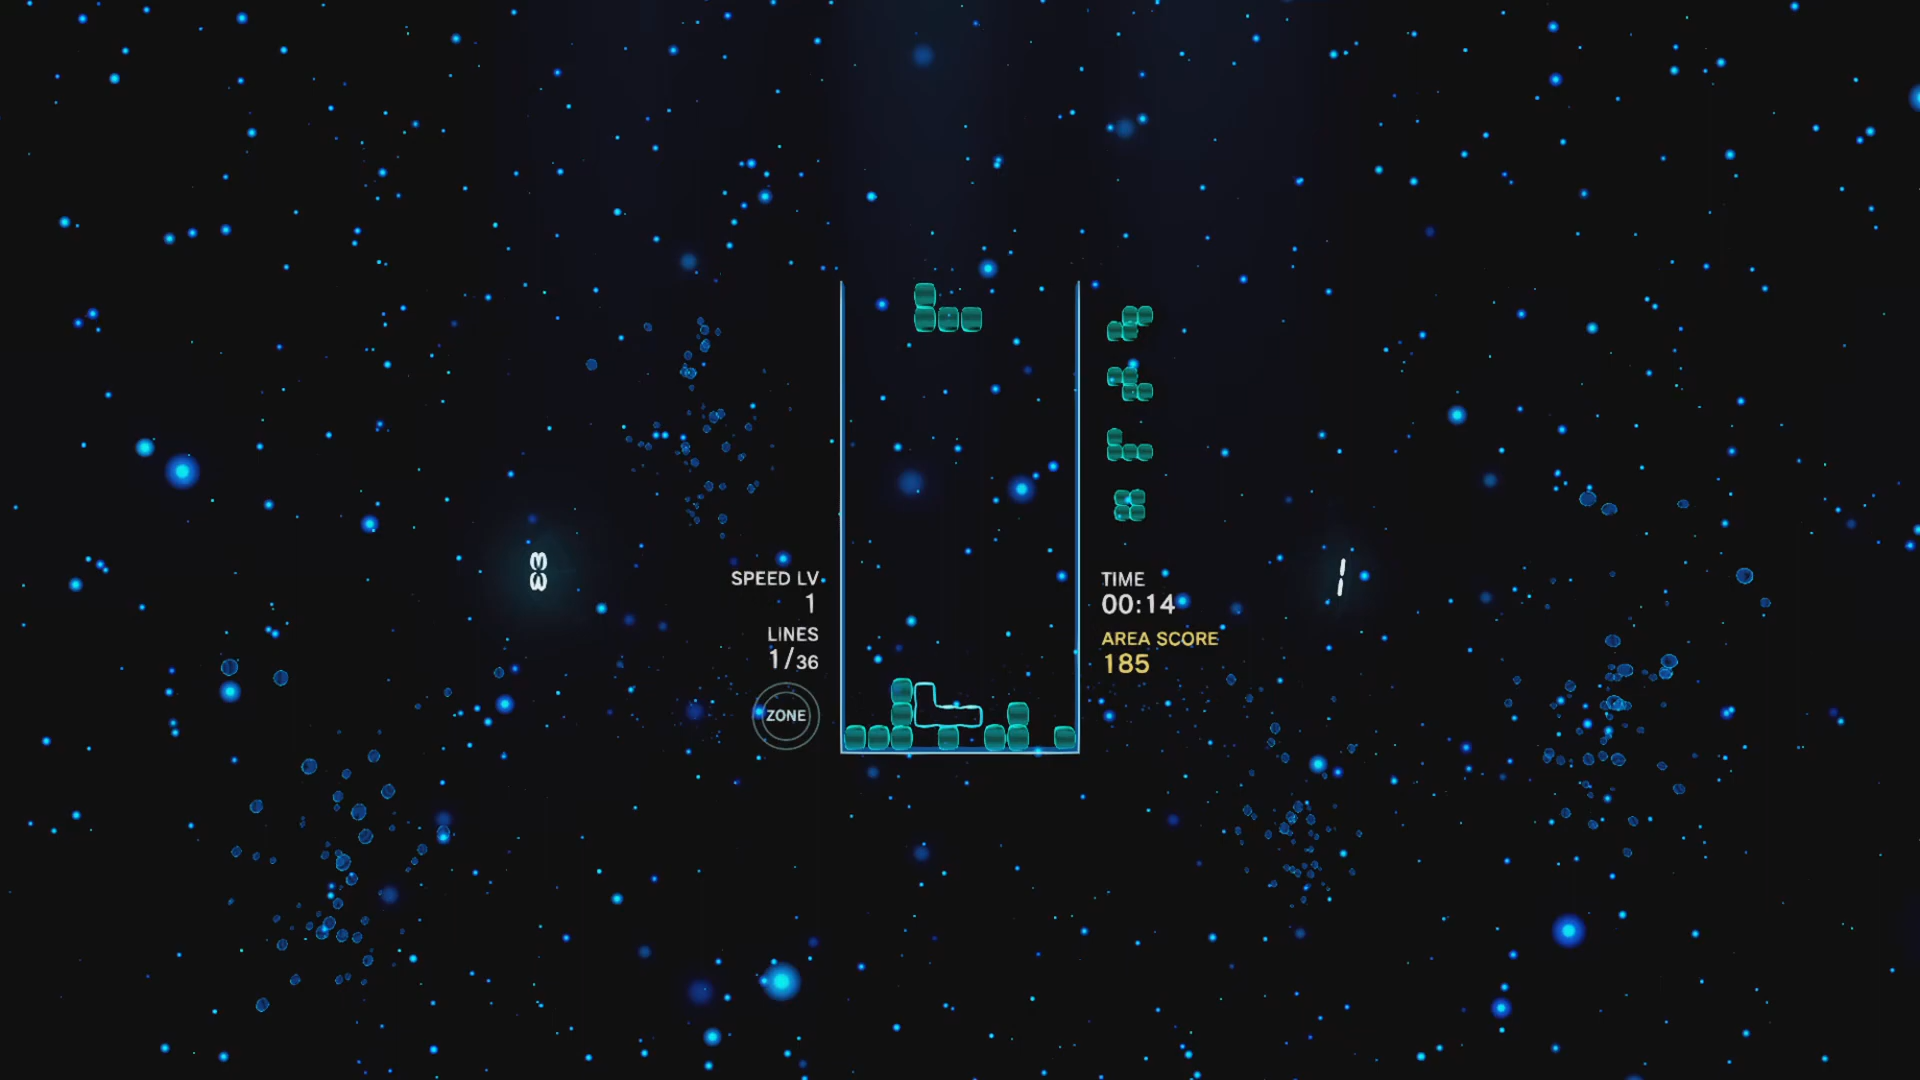 SPEED LV
1
LINES
1/36
ZONE
TIME
00:14
AREA SCORE
185